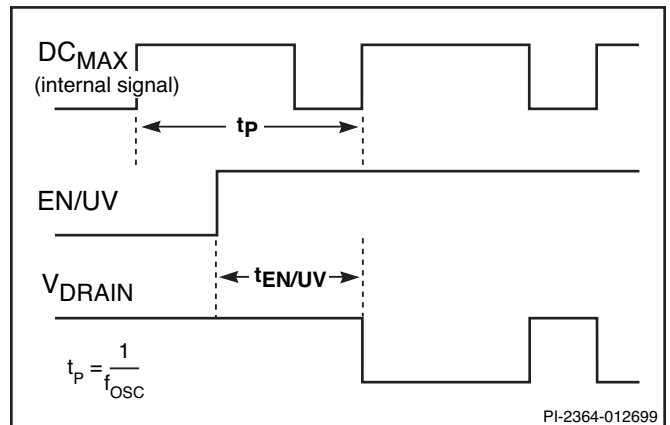 DCMAX
(internal signal)
tP
EN/UV
tEN/UV
VDRAIN
tP = 1
fOSC
PI-2364-012699